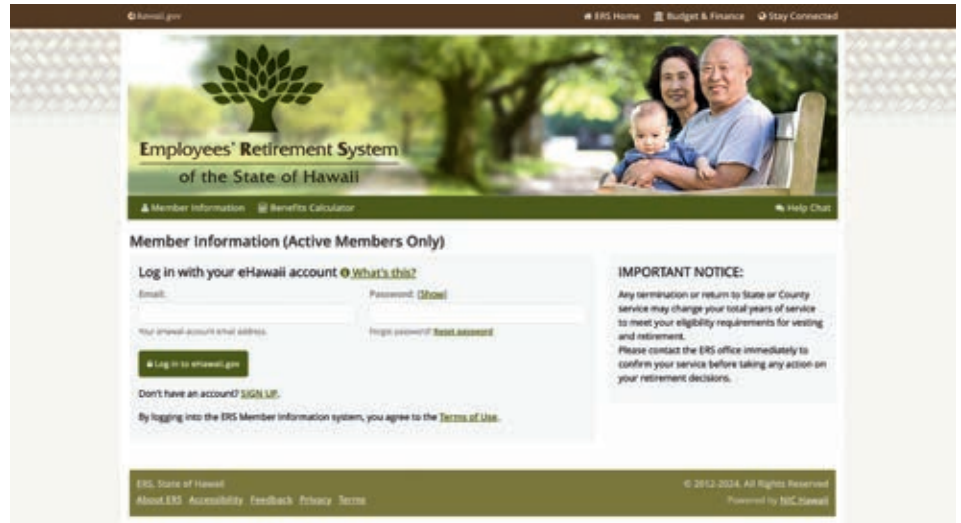 ehawaii.gov
ERS Home Budget & Finance Stay Connected
Employees' Retirement System
of the State of Hawaii
Member Information Benefits Calculator Help Chat
Member Information (Active Members Only)
Log in with your eHawaii account What's this?
Email: Password: (Show)
Your ehawaii account email address. Forgot password? Reset password
Log in to eHawaii.gov
Don't have an account? SIGN UP.
By logging into the ERS Member Information system, you agree to the Terms of Use.
IMPORTANT NOTICE:
Any termination or return to State or County
service may change your total years of service
to meet your eligibility requirements for vesting
and retirement.
Please contact the ERS office immediately to
confirm your service before taking any action on
your retirement decisions.
ERS, State of Hawaii © 2012-2024, All Rights Reserved
About ERS Accessibility Feedback Privacy Terms Powered by NIC Hawaii